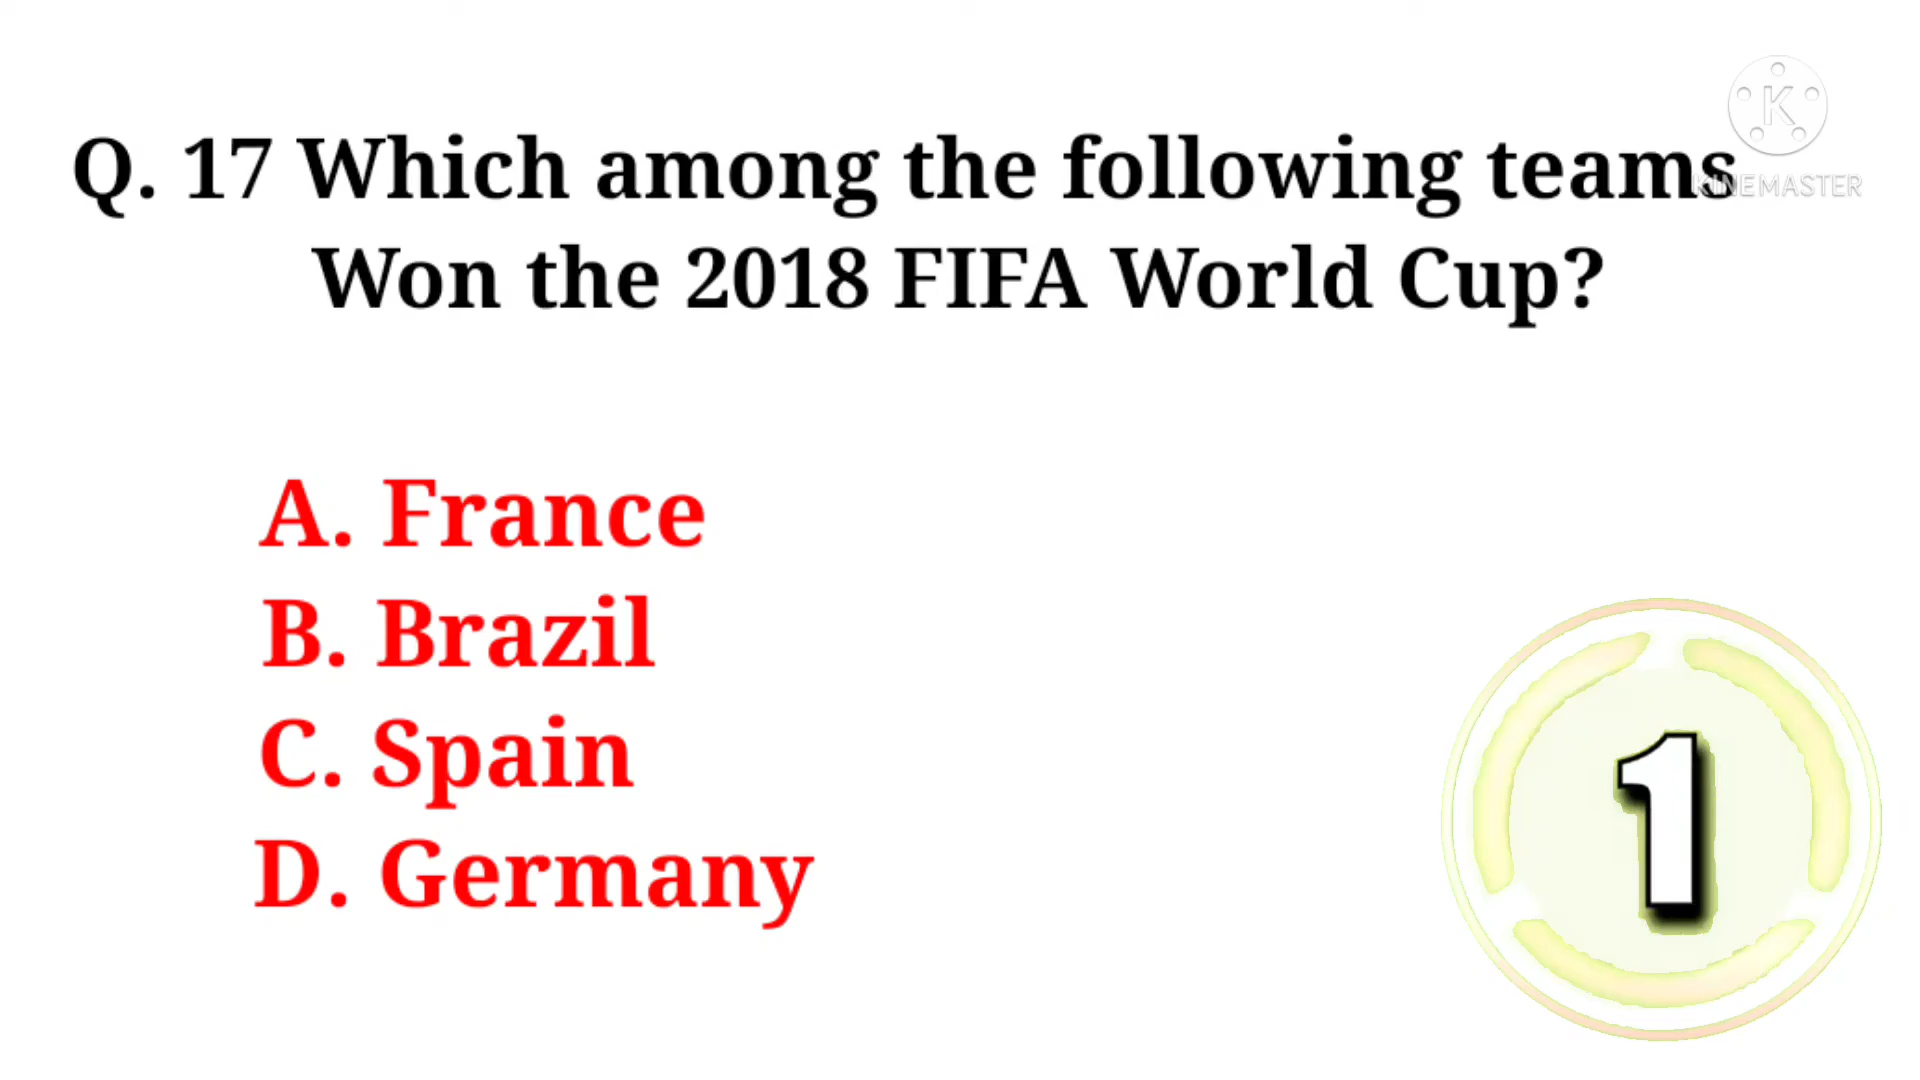 Q. 17 Which among the following teams
Won the 2018 FIFA World Cup?
A. France
B. Brazil
C. Spain
D. Germany
1
K
KINEMASTER